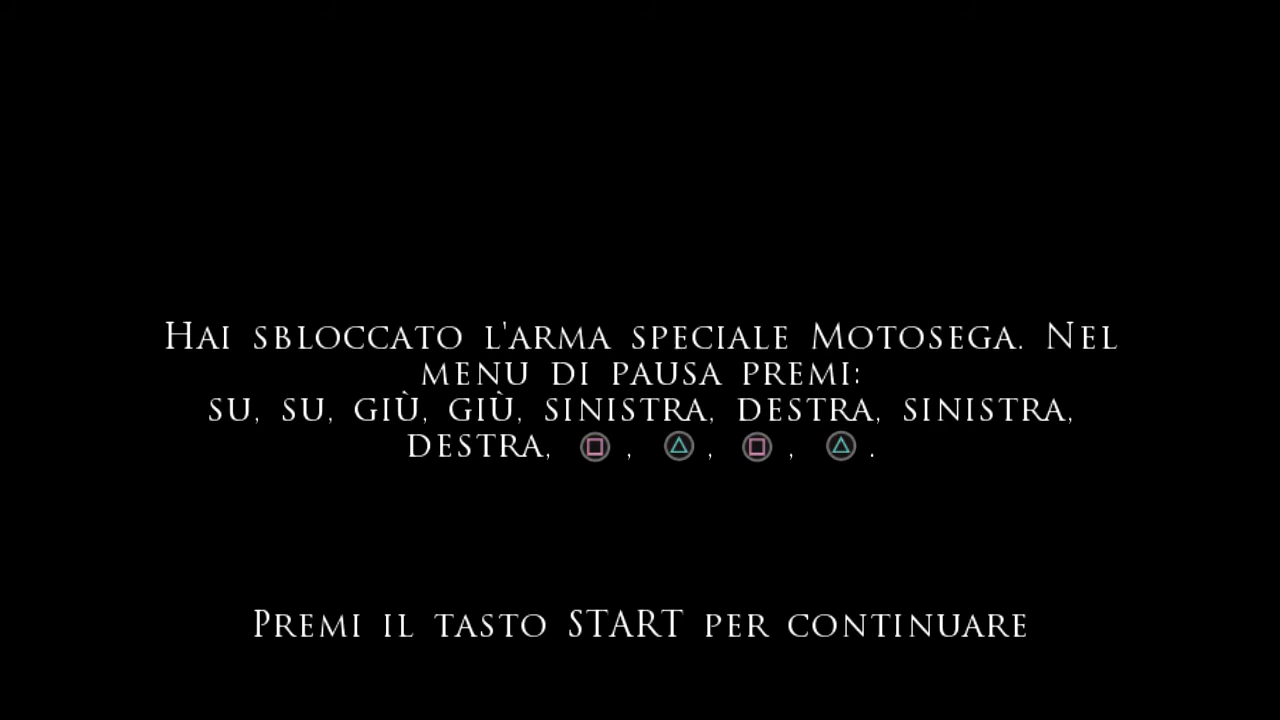 Hai sbloccato l'arma speciale Motosega. Nel
menu di pausa premi:
su, su, giù, giù, sinistra, destra, sinistra,
destra, □, △, □, △.
Premi il tasto START per continuare